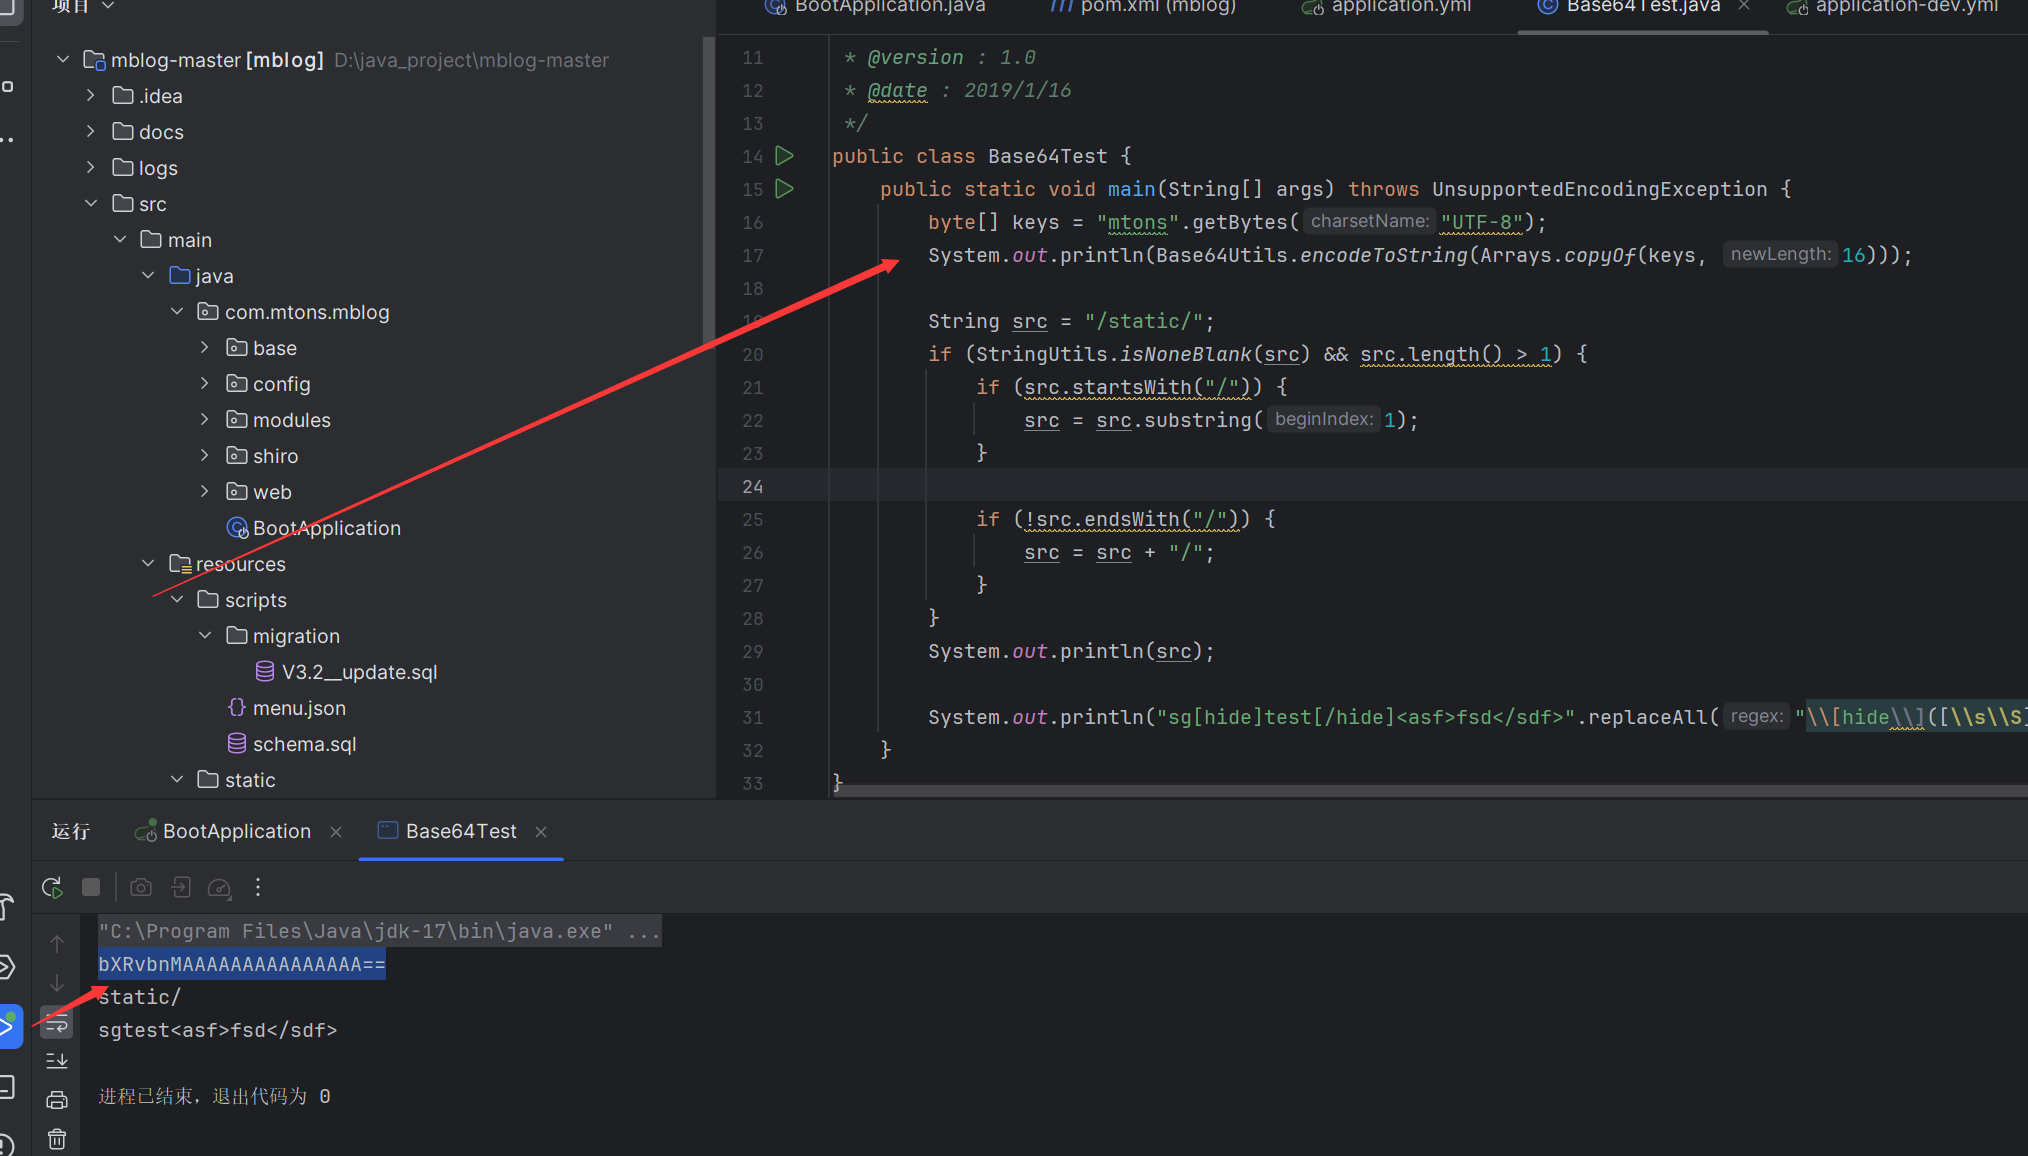 项目
BootApplication.java
pom.xml (mblog)
application.yml
Base64Test.java
application-dev.yml
mblog-master [mblog] D:\java_project\mblog-master
.idea
docs
logs
src
main
java
com.mtons.mblog
base
config
modules
shiro
web
BootApplication
resources
scripts
migration
V3.2__update.sql
menu.json
schema.sql
static
11 * @version : 1.0
12 * @date : 2019/1/16
13 */
14 public class Base64Test {
15 public static void main(String[] args) throws UnsupportedEncodingException {
16 byte[] keys = "mtons".getBytes( charsetName: "UTF-8");
17 System.out.println(Base64Utils.encodeToString(Arrays.copyOf(keys, newLength: 16)));
18
19 String src = "/static/";
20 if (StringUtils.isNoneBlank(src) && src.length() > 1) {
21 if (src.startsWith("/")) {
22 src = src.substring( beginIndex: 1);
23 }
24
25 if (!src.endsWith("/")) {
26 src = src + "/";
27 }
28 }
29 System.out.println(src);
30
31 System.out.println("sg[hide]test[/hide]<asf>fsd</sdf>".replaceAll( regex: "\\[hide\\]([\\s\\S]
32 }
33 }
运行
BootApplication
Base64Test
"C:\Program Files\Java\jdk-17\bin\java.exe" ...
bXRvbnMAAAAAAAAAAAAAAA==
static/
sgtest<asf>fsd</sdf>
进程已结束，退出代码为 0